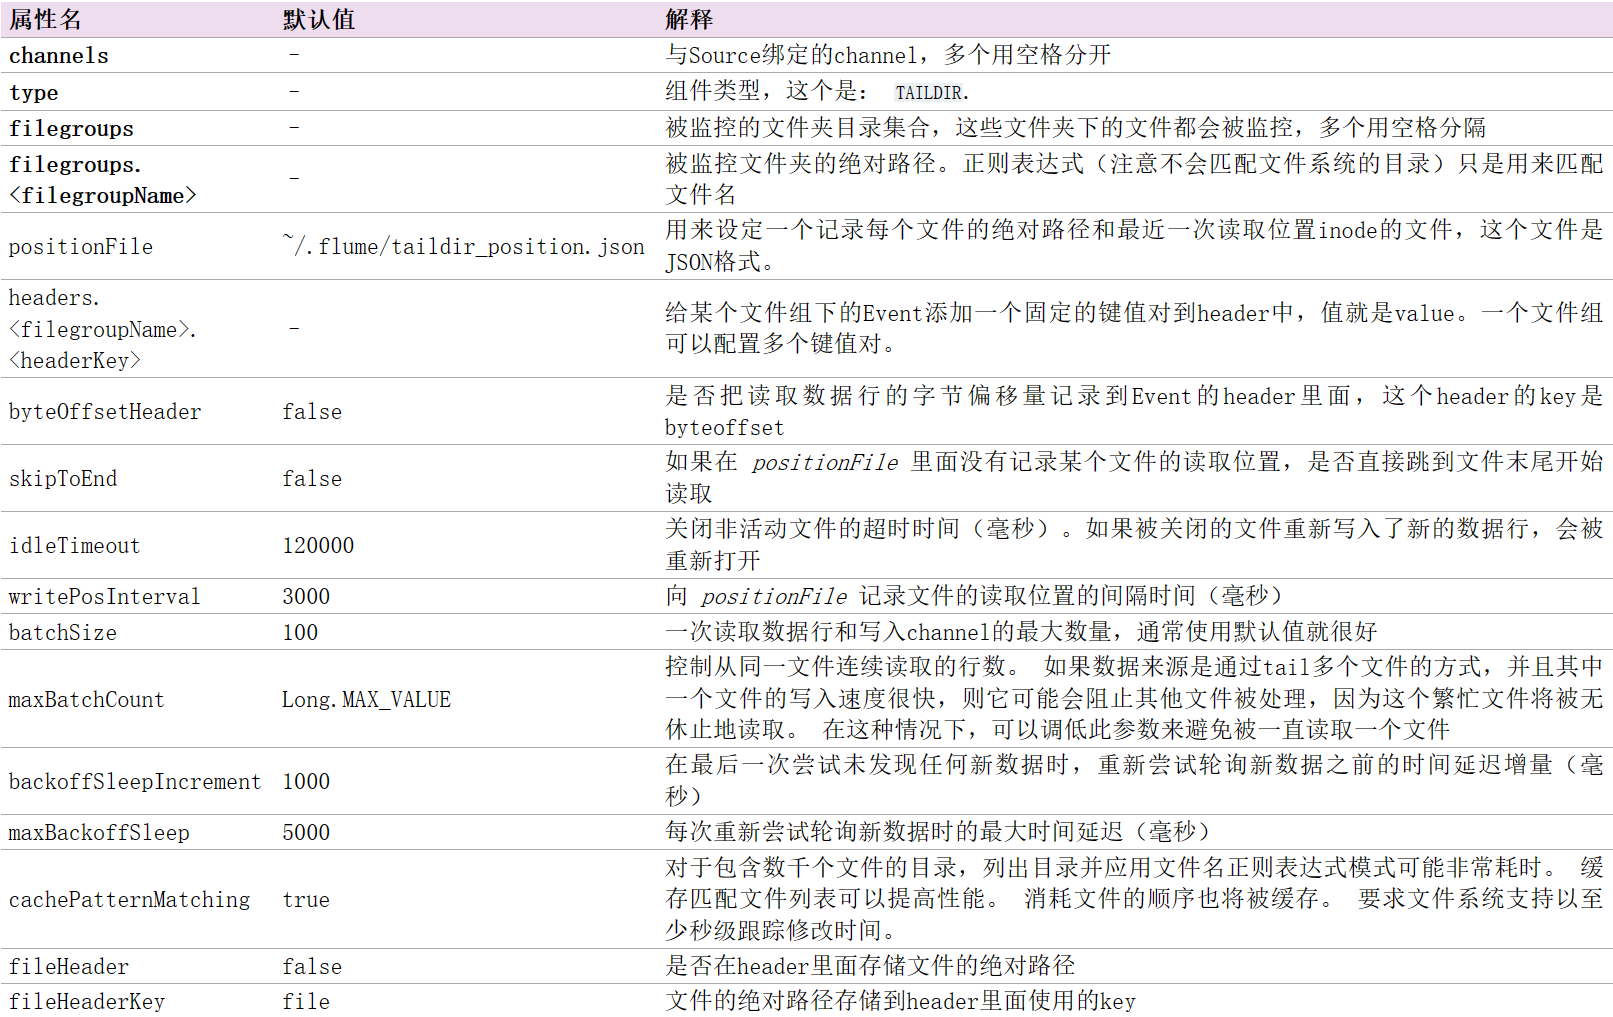 属性名 默认值 解释
channels - 与Source绑定的channel，多个用空格分开
type - 组件类型，这个是： TAILDIR.
filegroups - 被监控的文件夹目录集合，这些文件夹下的文件都会被监控，多个用空格分隔
filegroups.
<filegroupName> - 被监控文件夹的绝对路径。正则表达式（注意不会匹配文件系统的目录）只是用来匹配
文件名
positionFile ~/.flume/taildir_position.json 用来设定一个记录每个文件的绝对路径和最近一次读取位置inode的文件，这个文件是
JSON格式。
headers.
<filegroupName>.
<headerKey> - 给某个文件组下的Event添加一个固定的键值对到header中，值就是value。一个文件组
可以配置多个键值对。
byteOffsetHeader false 是否把读取数据行的字节偏移量记录到Event的header里面，这个header的key是
byteoffset
skipToEnd false 如果在 positionFile 里面没有记录某个文件的读取位置，是否直接跳到文件末尾开始
读取
idleTimeout 120000 关闭非活动文件的超时时间（毫秒）。如果被关闭的文件重新写入了新的数据行，会被
重新打开
writePosInterval 3000 向 positionFile 记录文件的读取位置的间隔时间（毫秒）
batchSize 100 一次读取数据行和写入channel的最大数量，通常使用默认值就很好
maxBatchCount Long.MAX_VALUE 控制从同一文件连续读取的行数。 如果数据来源是通过tail多个文件的方式，并且其中
一个文件的写入速度很快，则它可能会阻止其他文件被处理，因为这个繁忙文件将被无
休止地读取。 在这种情况下，可以调低此参数来避免被一直读取一个文件
backoffSleepIncrement 1000 在最后一次尝试未发现任何新数据时，重新尝试轮询新数据之前的时间延迟增量（毫
秒）
maxBackoffSleep 5000 每次重新尝试轮询新数据时的最大时间延迟（毫秒）
cachePatternMatching true 对于包含数千个文件的目录，列出目录并应用文件名正则表达式模式可能非常耗时。 缓
存匹配文件列表可以提高性能。 消耗文件的顺序也将被缓存。 要求文件系统支持以至
少秒级跟踪修改时间。
fileHeader false 是否在header里面存储文件的绝对路径
fileHeaderKey file 文件的绝对路径存储到header里面使用的key